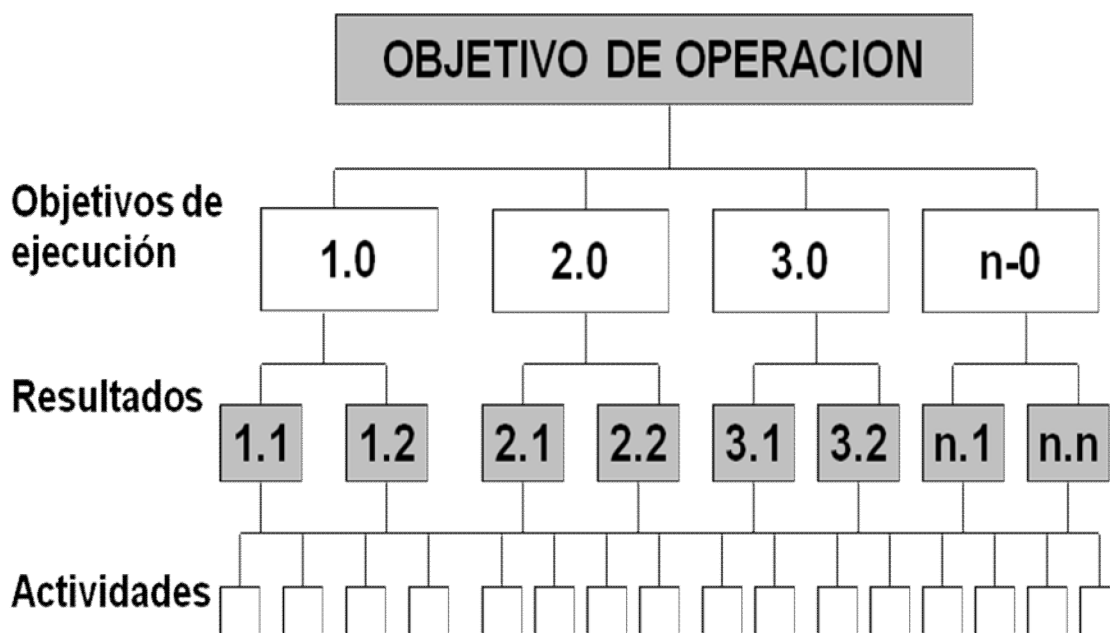 OBJETIVO DE OPERACION
Objetivos de
ejecución
1.0 2.0 3.0 n-0
Resultados
1.1 1.2 2.1 2.2 3.1 3.2 n.1 n.n
Actividades